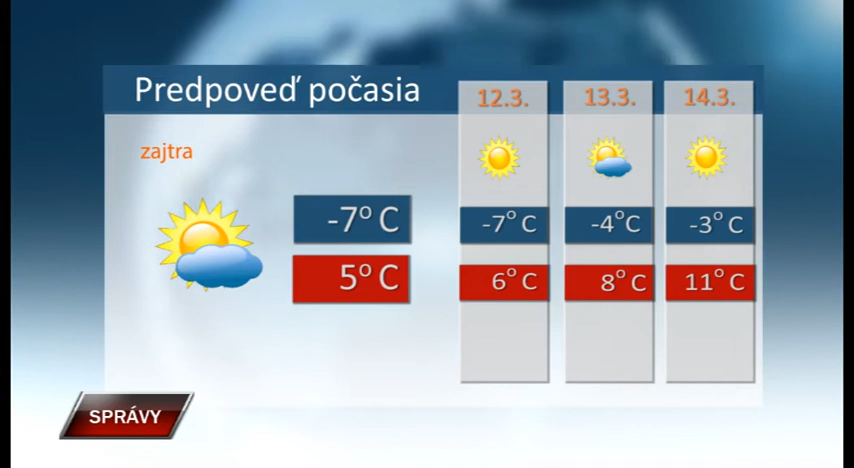 Predpoveď počasia
zajtra
-7° C
5° C
12.3.
-7° C
6° C
13.3.
-4°C
8° C
14.3.
-3° C
11° C
SPRÁVY